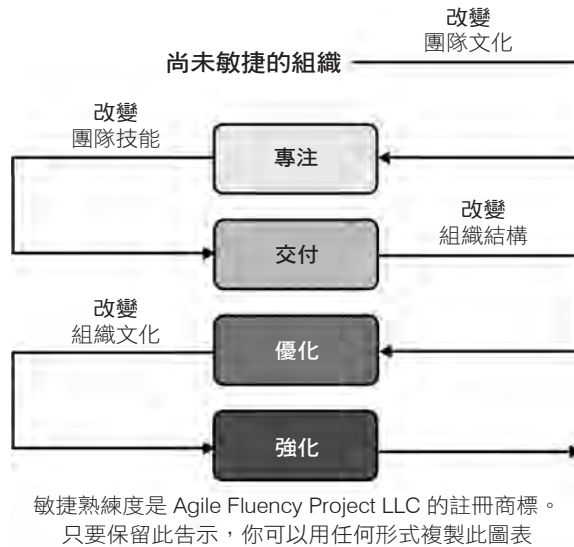 改變
團隊文化
尚未敏捷的組織
改變
團隊技能
專注
改變
組織結構
交付
改變
組織文化
優化
強化
敏捷熟練度是 Agile Fluency Project LLC 的註冊商標。
只要保留此告示，你可以用任何形式複製此圖表